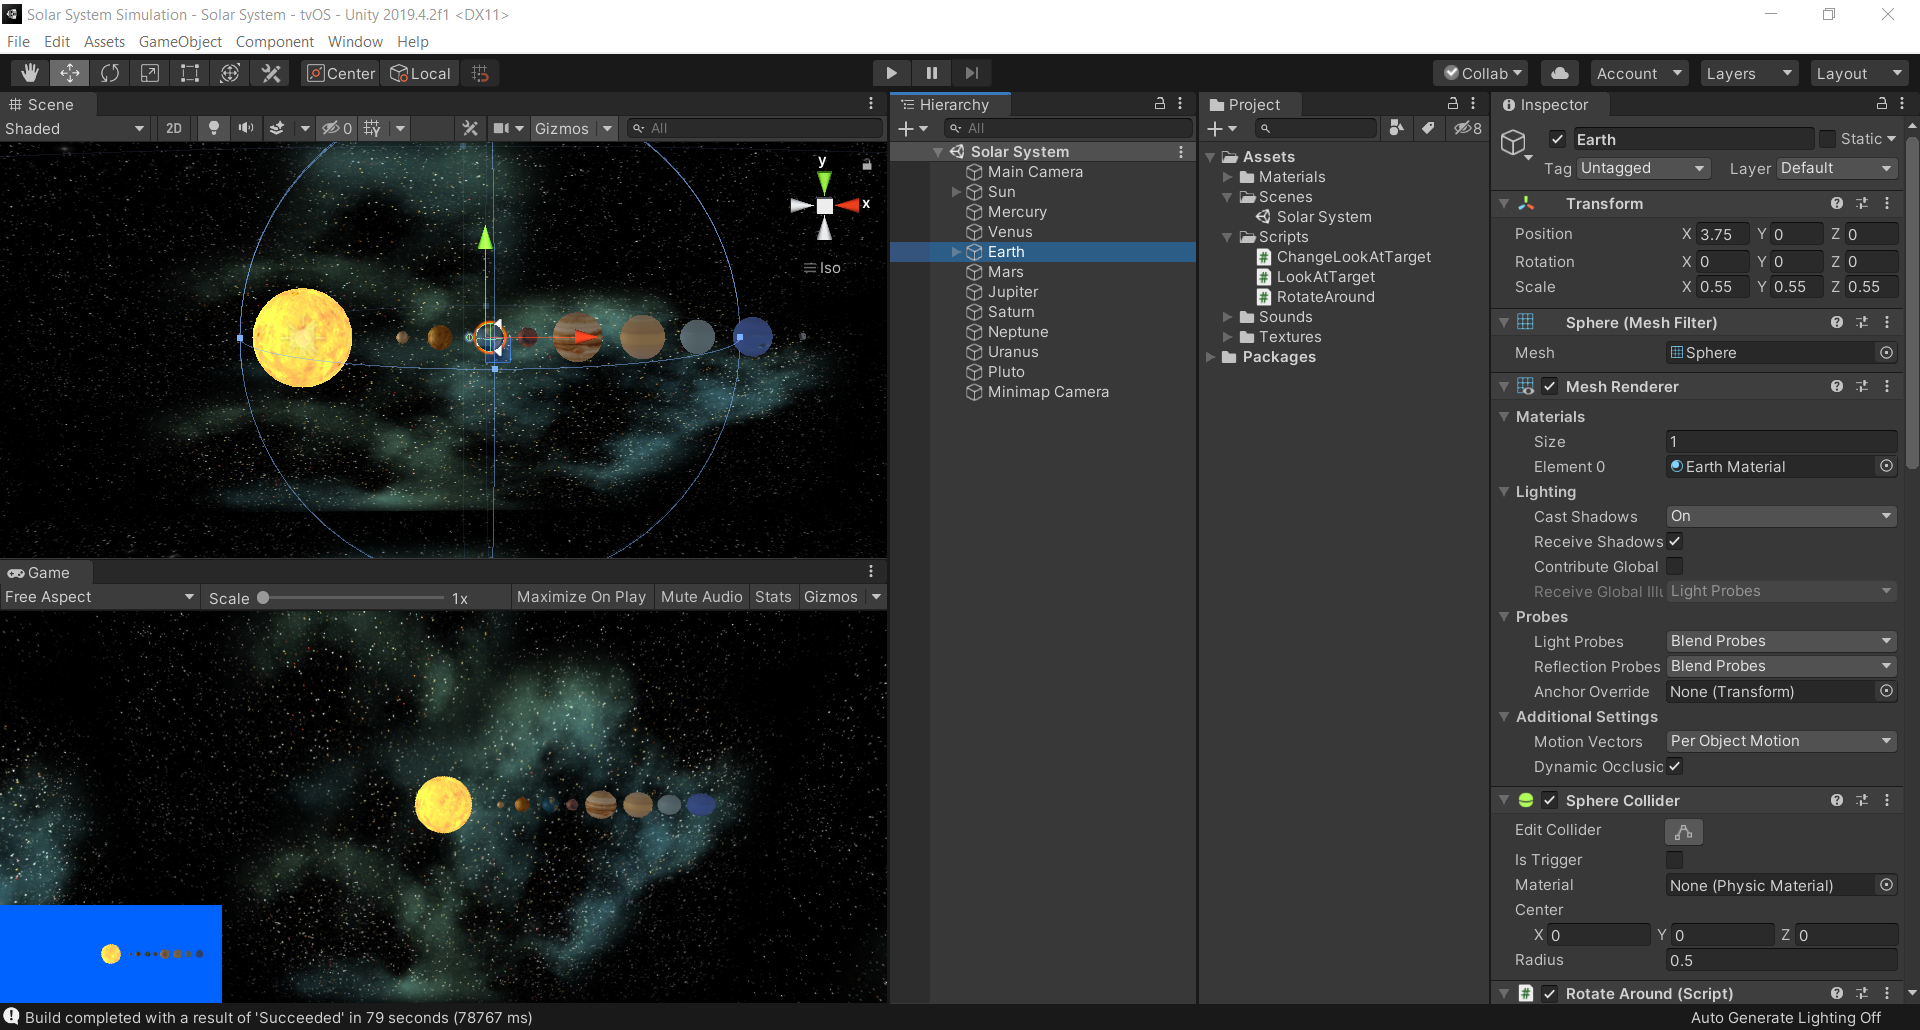 Solar System Simulation - Solar System - tvOS - Unity 2019.4.2f1 <DX11>
File Edit Assets GameObject Component Window Help
Center Local Collab Account Layers Layout
Scene
Shaded 2D 0 Gizmos All
y
x
Iso
Game
Free Aspect Scale 1x Maximize On Play Mute Audio Stats Gizmos
Hierarchy
All
Solar System
Main Camera
Sun
Mercury
Venus
Earth
Mars
Jupiter
Saturn
Neptune
Uranus
Pluto
Minimap Camera
Project
8
Assets
Materials
Scenes
Solar System
Scripts
ChangeLookAtTarget
LookAtTarget
RotateAround
Sounds
Textures
Packages
Inspector
Earth Static
Tag Untagged Layer Default
Transform
Position X 3.75 Y 0 Z 0
Rotation X 0 Y 0 Z 0
Scale X 0.55 Y 0.55 Z 0.55
Sphere (Mesh Filter)
Mesh Sphere
Mesh Renderer
Materials
Size 1
Element 0 Earth Material
Lighting
Cast Shadows On
Receive Shadows
Contribute Global
Receive Global Illu Light Probes
Probes
Light Probes Blend Probes
Reflection Probes Blend Probes
Anchor Override None (Transform)
Additional Settings
Motion Vectors Per Object Motion
Dynamic Occlusic
Sphere Collider
Edit Collider
Is Trigger
Material None (Physic Material)
Center
X 0 Y 0 Z 0
Radius 0.5
Rotate Around (Script)
Build completed with a result of 'Succeeded' in 79 seconds (78767 ms)
Auto Generate Lighting Off